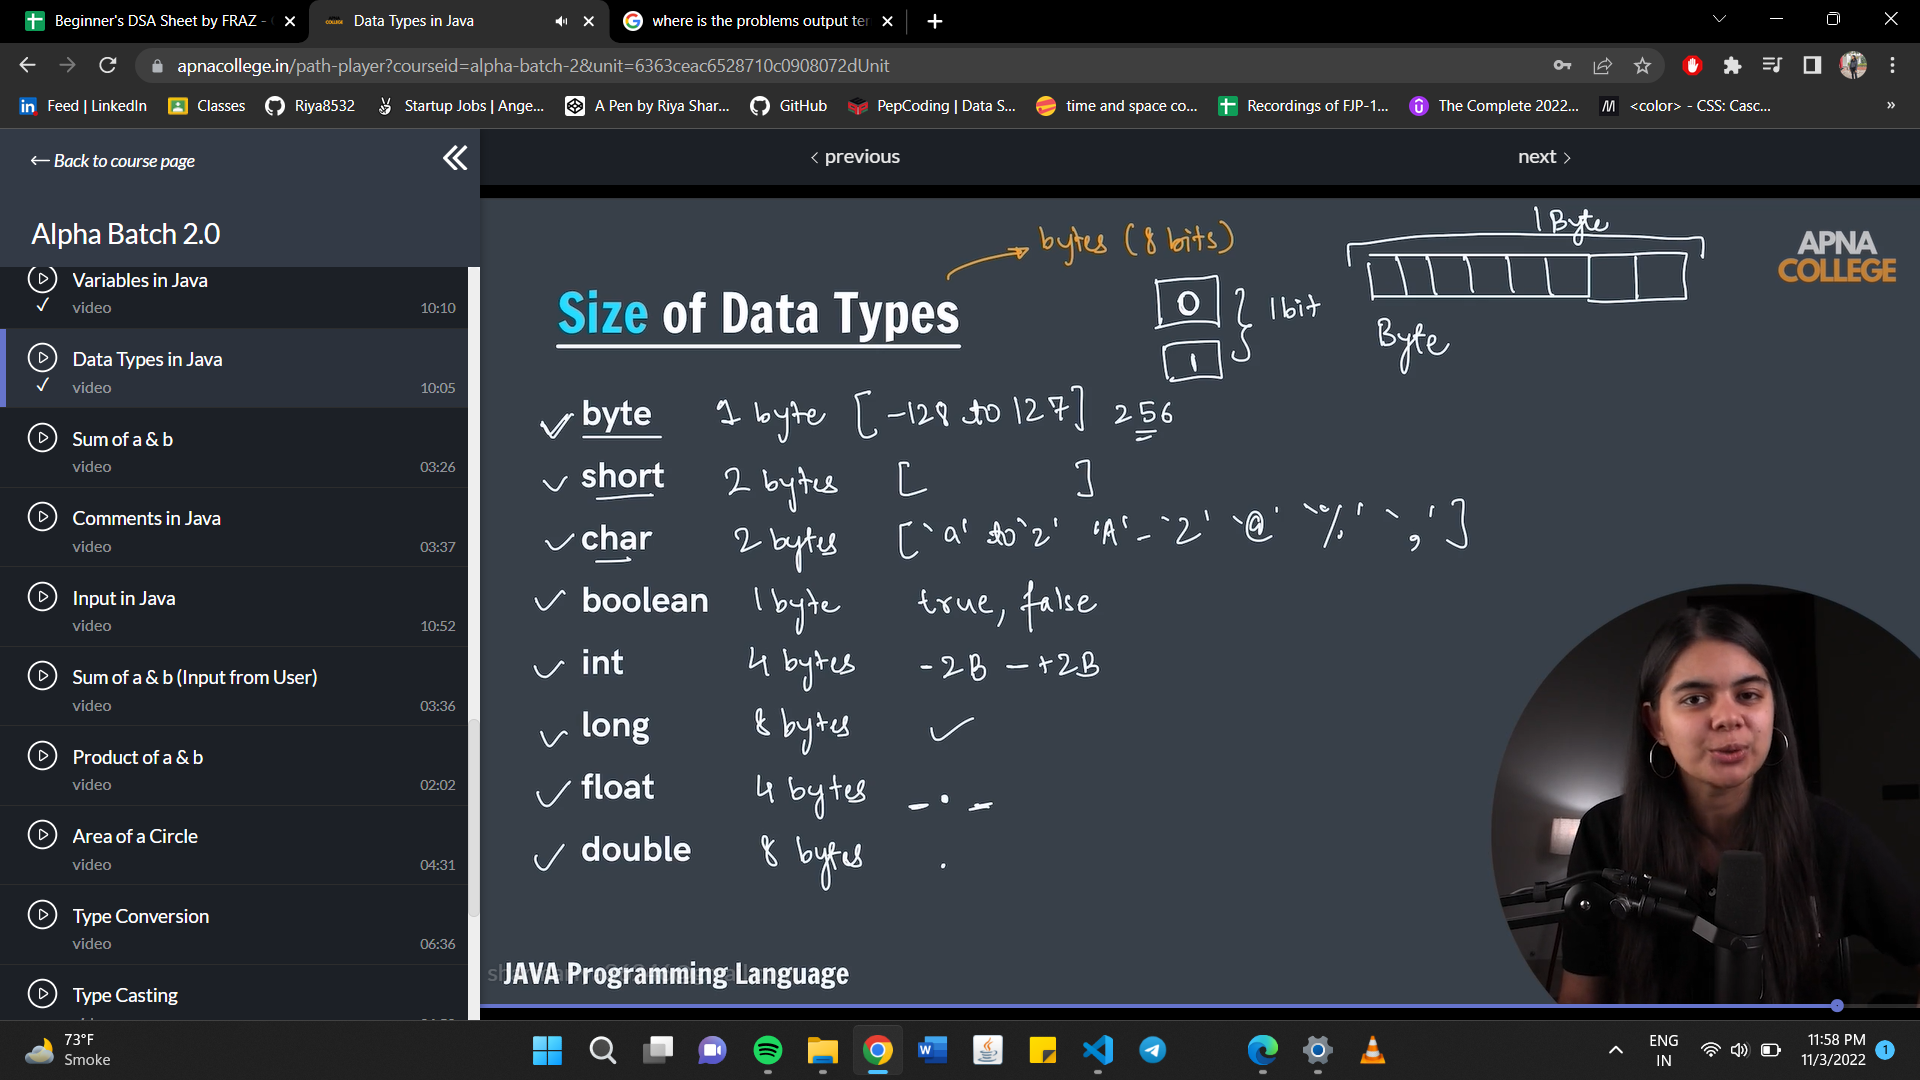 Beginner's DSA Sheet by FRAZ -
Data Types in Java
where is the problems output te
apnacollege.in/path-player?courseid=alpha-batch-2&unit=6363ceac6528710c0908072dUnit
Feed | LinkedIn
Classes
Riya8532
Startup Jobs | Ange...
A Pen by Riya Shar...
GitHub
PepCoding | Data S...
time and space co...
Recordings of FJP-1...
The Complete 2022...
<color> - CSS: Casc...
»
← Back to course page
‹ previous
next ›
Alpha Batch 2.0
Variables in Java
video 10:10
Data Types in Java
video 10:05
Sum of a & b
video 03:26
Comments in Java
video 03:37
Input in Java
video 10:52
Sum of a & b (Input from User)
video 03:36
Product of a & b
video 02:02
Area of a Circle
video 04:31
Type Conversion
video 06:36
Type Casting
bytes (8 bits)
1 Byte
APNA
COLLEGE
Size of Data Types
0
1
1 bit
Byte
byte 1 byte [-128 to 127] 256
short 2 bytes [ ]
char 2 bytes ['a' to 'z' 'A' - 'Z' '@' '%' ',']
boolean 1 byte true, false
int 4 bytes -2B - +2B
long 8 bytes
float 4 bytes _._
double 8 bytes .
JAVA Programming Language
73°F
Smoke
ENG
IN
11:58 PM
11/3/2022
1